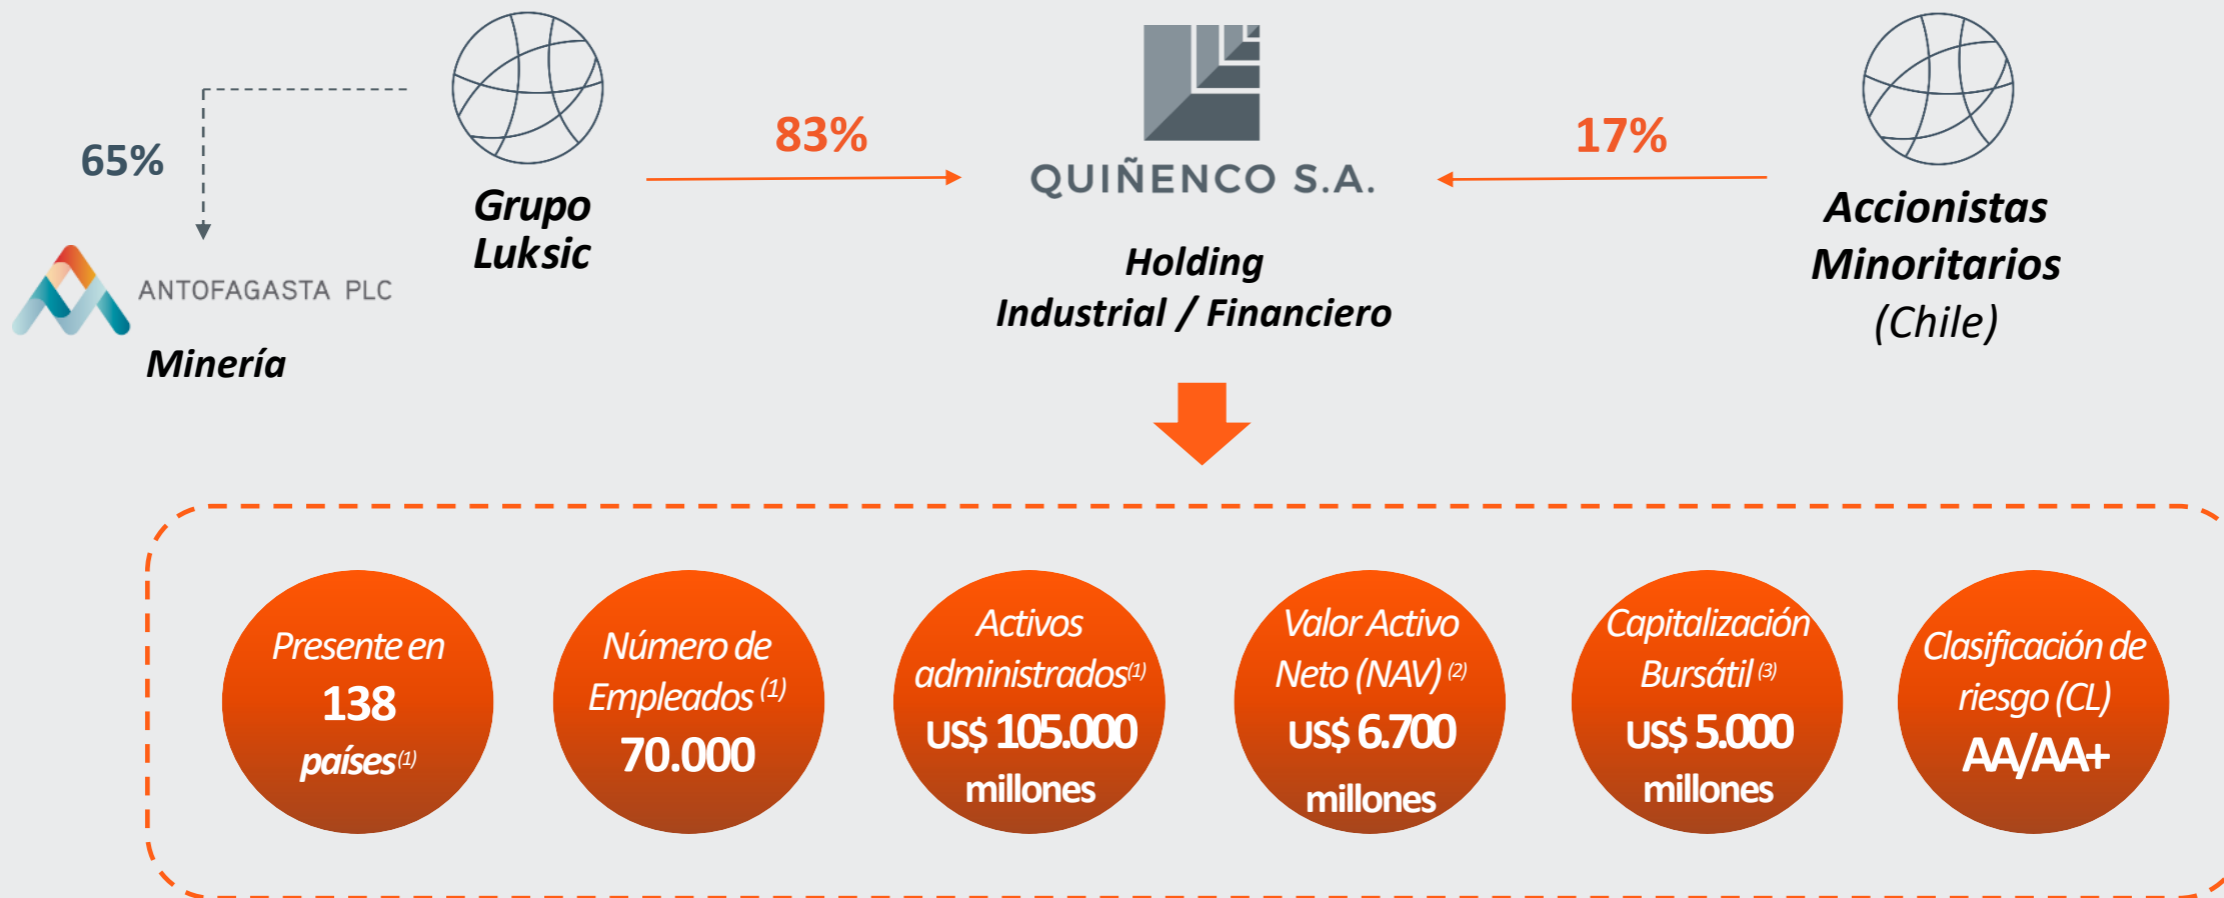 65%
ANTOFAGASTA PLC
Minería
Grupo
Luksic
83%
QUIÑENCO S.A.
Holding
Industrial / Financiero
17%
Accionistas
Minoritarios
(Chile)
Presente en
138
países(1)
Número de
Empleados (1)
70.000
Activos
administrados(1)
US$ 105.000
millones
Valor Activo
Neto (NAV) (2)
US$ 6.700
millones
Capitalización
Bursátil (3)
US$ 5.000
millones
Clasificación de
riesgo (CL)
AA/AA+